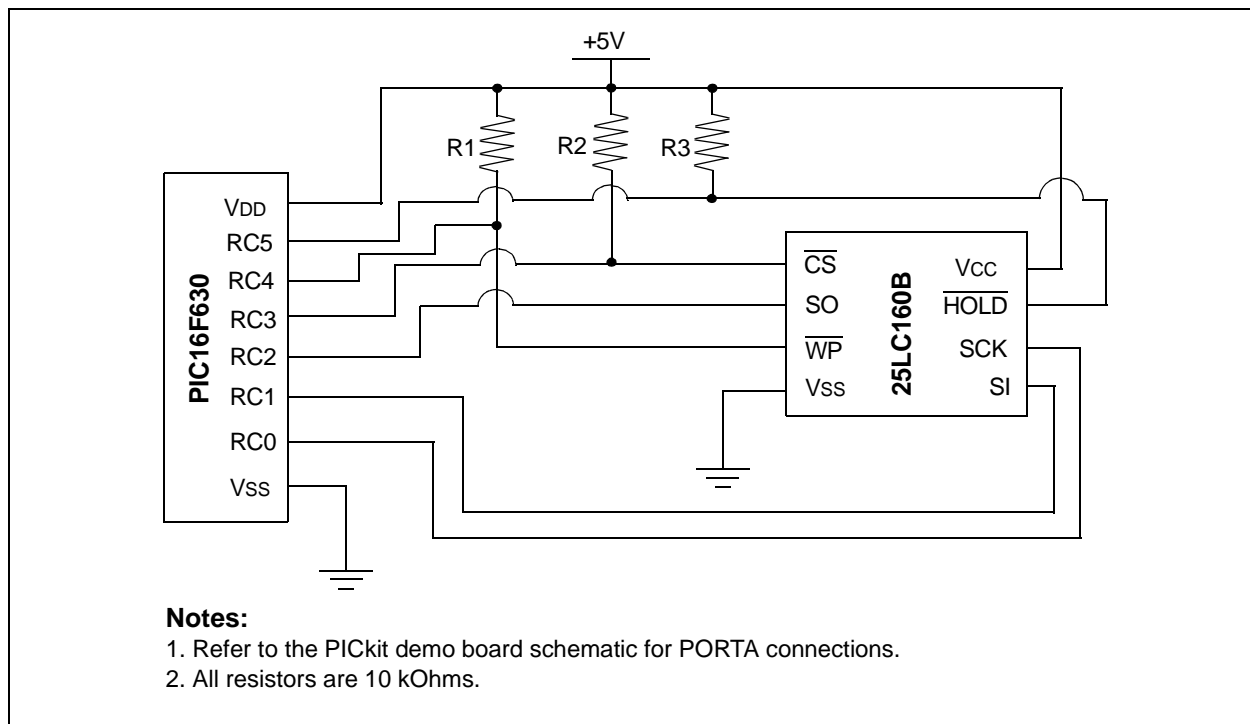 +5V
R1
R2
R3
PIC16F630
VDD
RC5
RC4
RC3
RC2
RC1
RC0
VSS
25LC160B
CS
SO
WP
VSS
VCC
HOLD
SCK
SI
Notes:
1. Refer to the PICkit demo board schematic for PORTA connections.
2. All resistors are 10 kOhms.